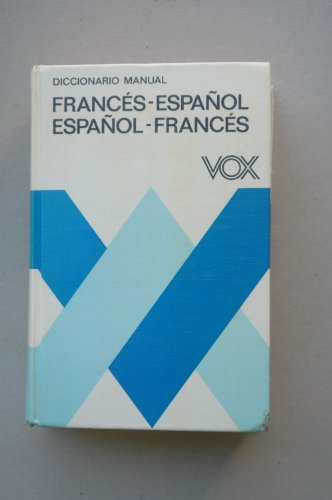 DICCIONARIO MANUAL
FRANCÉS-ESPAÑOL
ESPAÑOL-FRANCÉS
VOX